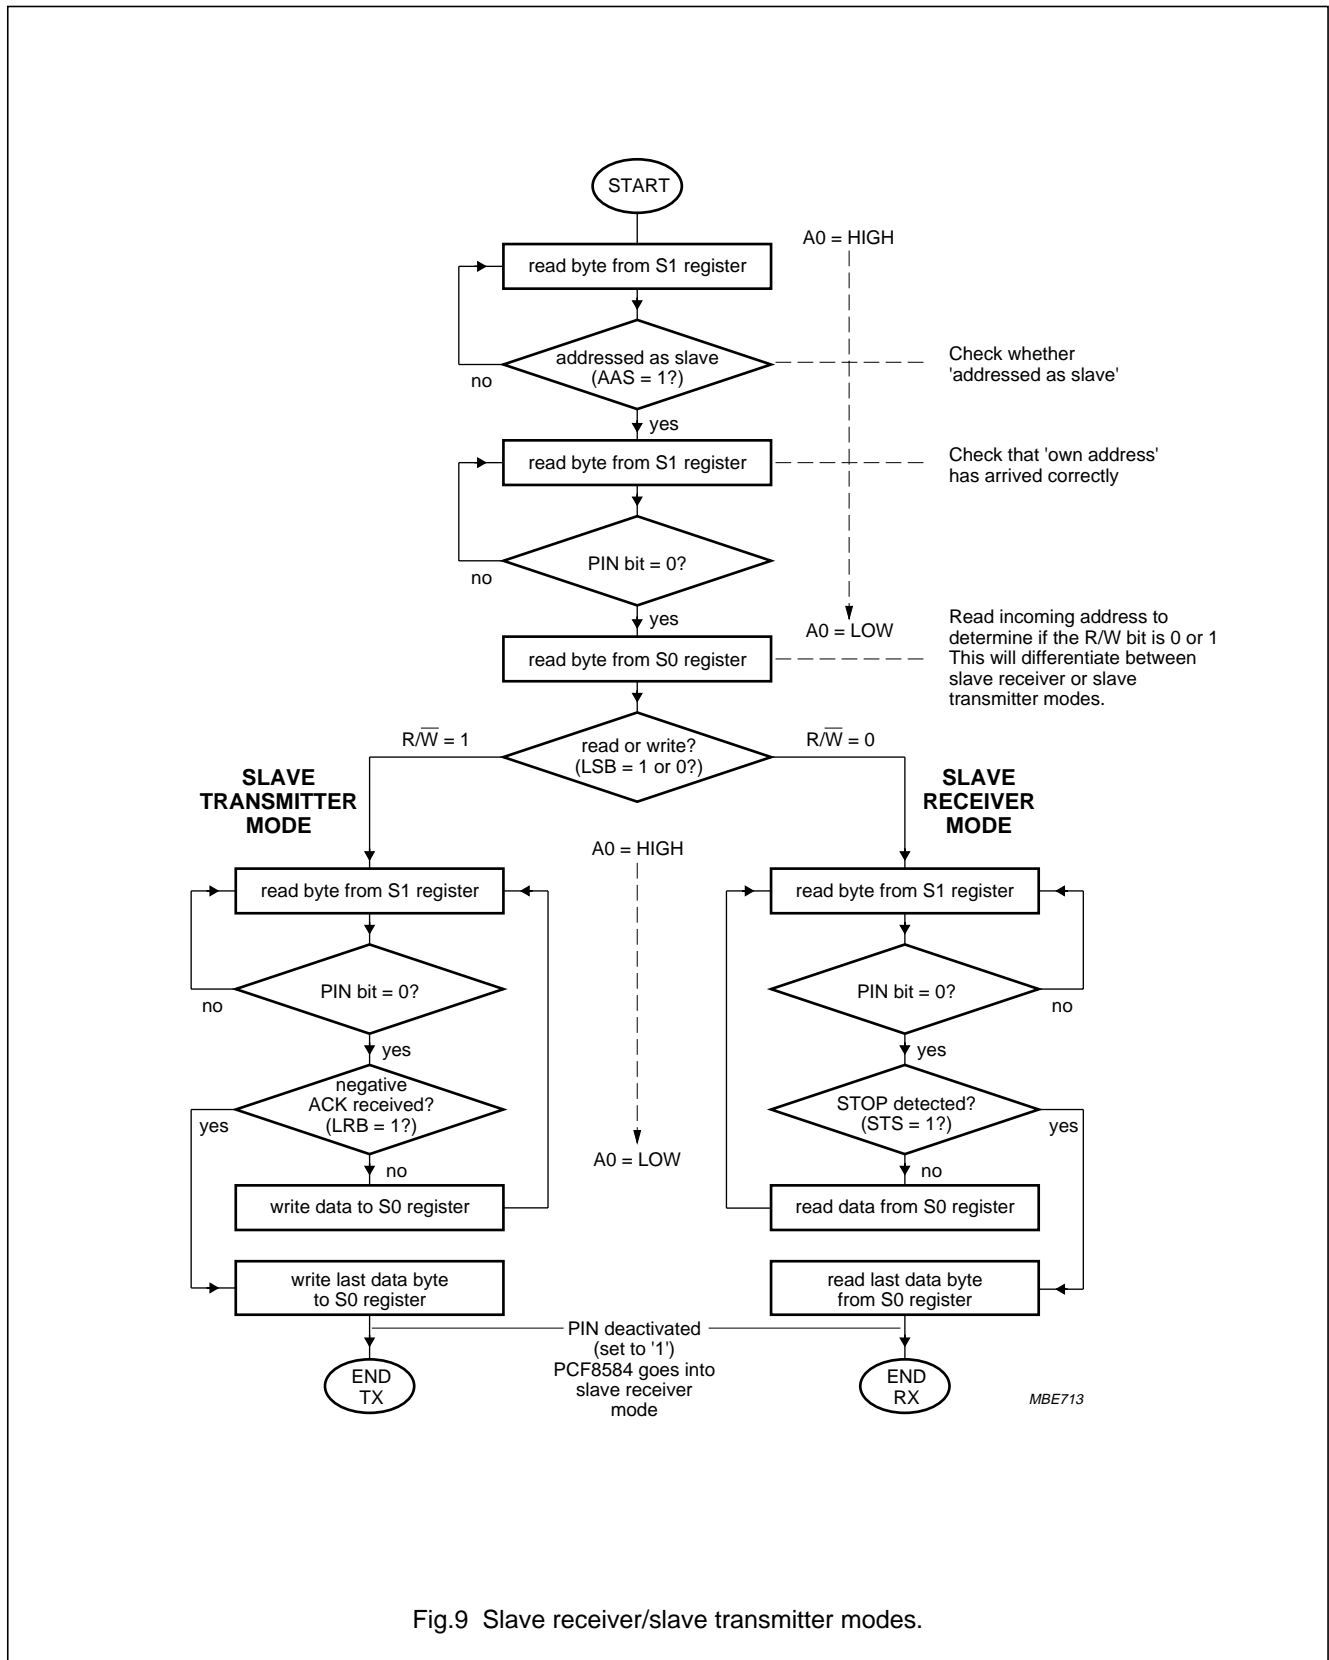 START
A0 = HIGH
read byte from S1 register
addressed as slave
(AAS = 1?)
no
Check whether
'addressed as slave'
yes
read byte from S1 register
Check that 'own address'
has arrived correctly
PIN bit = 0?
no
yes
A0 = LOW
read byte from S0 register
Read incoming address to
determine if the R/W bit is 0 or 1
This will differentiate between
slave receiver or slave
transmitter modes.
R/W̅ = 1
read or write?
(LSB = 1 or 0?)
R/W̅ = 0
SLAVE
TRANSMITTER
MODE
SLAVE
RECEIVER
MODE
A0 = HIGH
A0 = LOW
read byte from S1 register
PIN bit = 0?
no
yes
negative
ACK received?
(LRB = 1?)
yes
no
write data to S0 register
write last data byte
to S0 register
read byte from S1 register
PIN bit = 0?
no
yes
STOP detected?
(STS = 1?)
yes
no
read data from S0 register
read last data byte
from S0 register
PIN deactivated
(set to '1')
PCF8584 goes into
slave receiver
mode
END
TX
END
RX
MBE713
Fig.9 Slave receiver/slave transmitter modes.